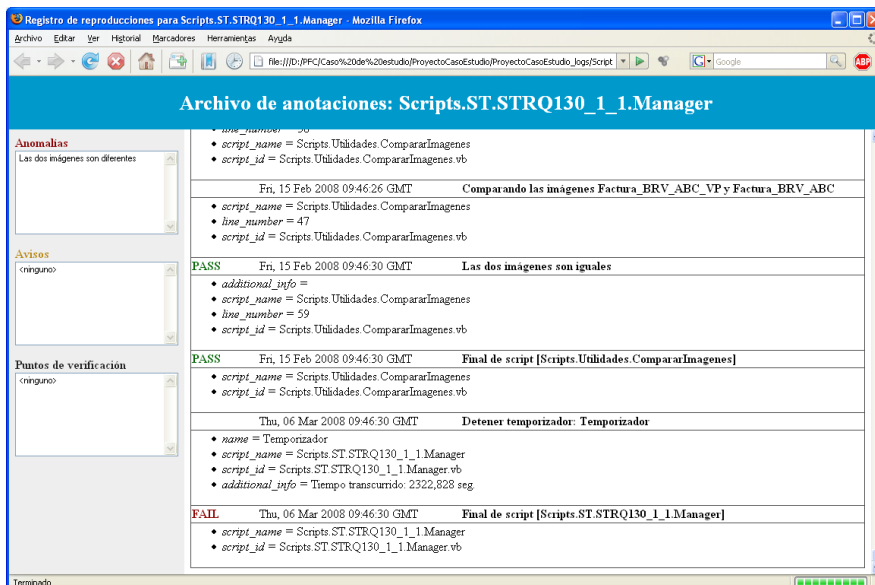 Registro de reproducciones para Scripts.ST.STRQ130_1_1.Manager - Mozilla Firefox
Archivo Editar Ver Historial Marcadores Herramientas Ayuda
file:///D:/PFC/Caso%20de%20estudio/ProyectoCasoEstudio/ProyectoCasoEstudio_logs/Script
G Google
ABP
Archivo de anotaciones: Scripts.ST.STRQ130_1_1.Manager
Anomalías
Las dos imágenes son diferentes
Avisos
<ninguno>
Puntos de verificación
<ninguno>
• line_number = 56
• script_name = Scripts.Utilidades.CompararImagenes
• script_id = Scripts.Utilidades.CompararImagenes.vb
Fri, 15 Feb 2008 09:46:26 GMT Comparando las imágenes Factura_BRV_ABC_VP y Factura_BRV_ABC
• script_name = Scripts.Utilidades.CompararImagenes
• line_number = 47
• script_id = Scripts.Utilidades.CompararImagenes.vb
PASS Fri, 15 Feb 2008 09:46:30 GMT Las dos imágenes son iguales
• additional_info =
• script_name = Scripts.Utilidades.CompararImagenes
• line_number = 59
• script_id = Scripts.Utilidades.CompararImagenes.vb
PASS Fri, 15 Feb 2008 09:46:30 GMT Final de script [Scripts.Utilidades.CompararImagenes]
• script_name = Scripts.Utilidades.CompararImagenes
• script_id = Scripts.Utilidades.CompararImagenes.vb
Thu, 06 Mar 2008 09:46:30 GMT Detener temporizador: Temporizador
• name = Temporizador
• script_name = Scripts.ST.STRQ130_1_1.Manager
• script_id = Scripts.ST.STRQ130_1_1.Manager.vb
• additional_info = Tiempo transcurrido: 2322,828 seg.
FAIL Thu, 06 Mar 2008 09:46:30 GMT Final de script [Scripts.ST.STRQ130_1_1.Manager]
• script_name = Scripts.ST.STRQ130_1_1.Manager
• script_id = Scripts.ST.STRQ130_1_1.Manager.vb
Terminado